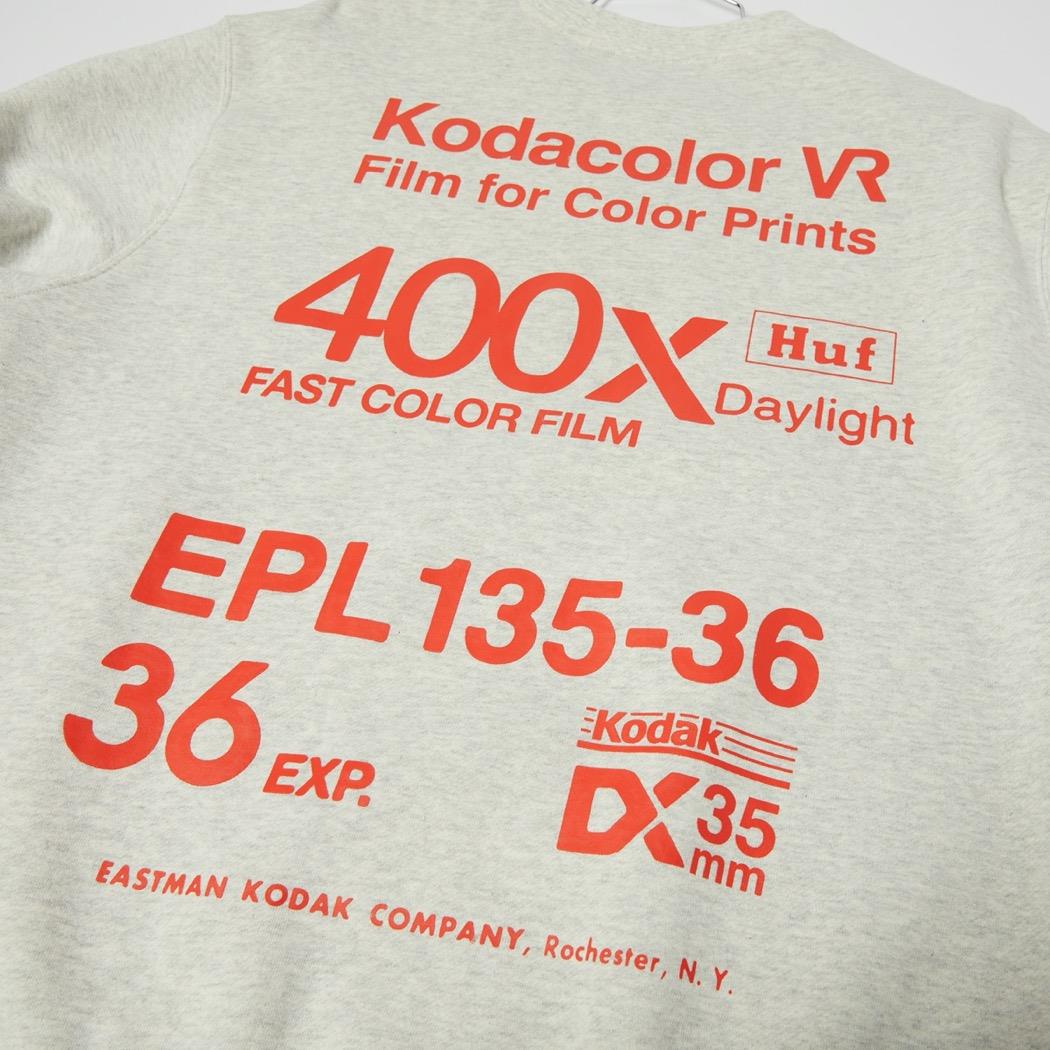 Kodacolor VR
Film for Color Prints
400X
Huf
FAST COLOR FILM
Daylight
EPL 135-36
36 EXP.
Kodak
DX 35
mm
EASTMAN KODAK COMPANY, Rochester, N. Y.